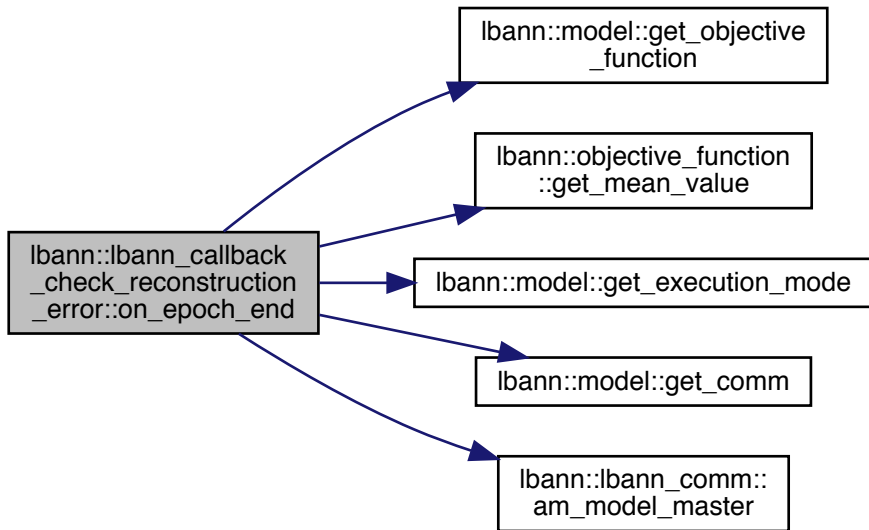 lbann::model::get_objective
_function
lbann::objective_function
::get_mean_value
lbann::lbann_callback
_check_reconstruction
_error::on_epoch_end
lbann::model::get_execution_mode
lbann::model::get_comm
lbann::lbann_comm::
am_model_master